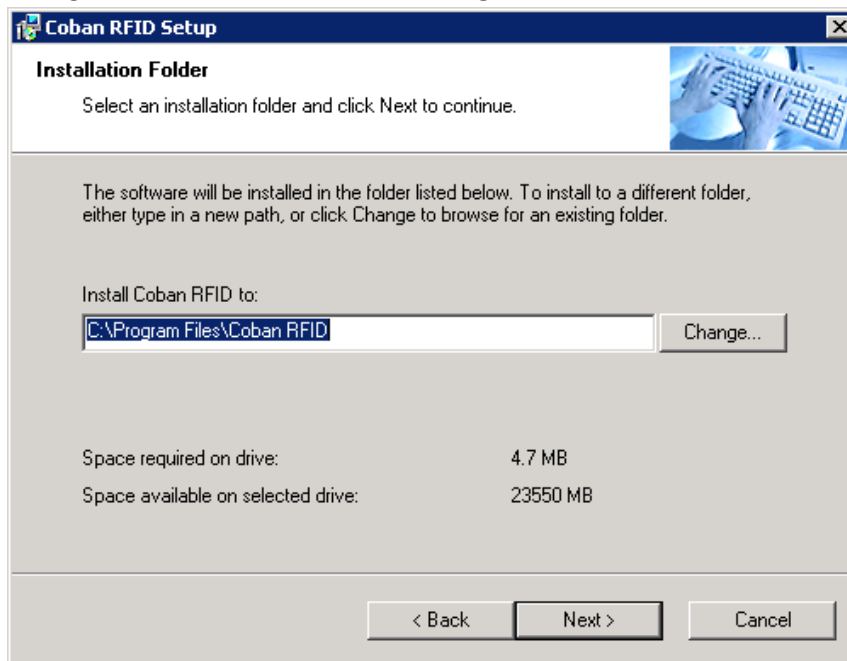 Coban RFID Setup
Installation Folder
Select an installation folder and click Next to continue.
The software will be installed in the folder listed below. To install to a different folder,
either type in a new path, or click Change to browse for an existing folder.
Install Coban RFID to:
C:\Program Files\Coban RFID
Change...
Space required on drive: 4.7 MB
Space available on selected drive: 23550 MB
< Back Next > Cancel